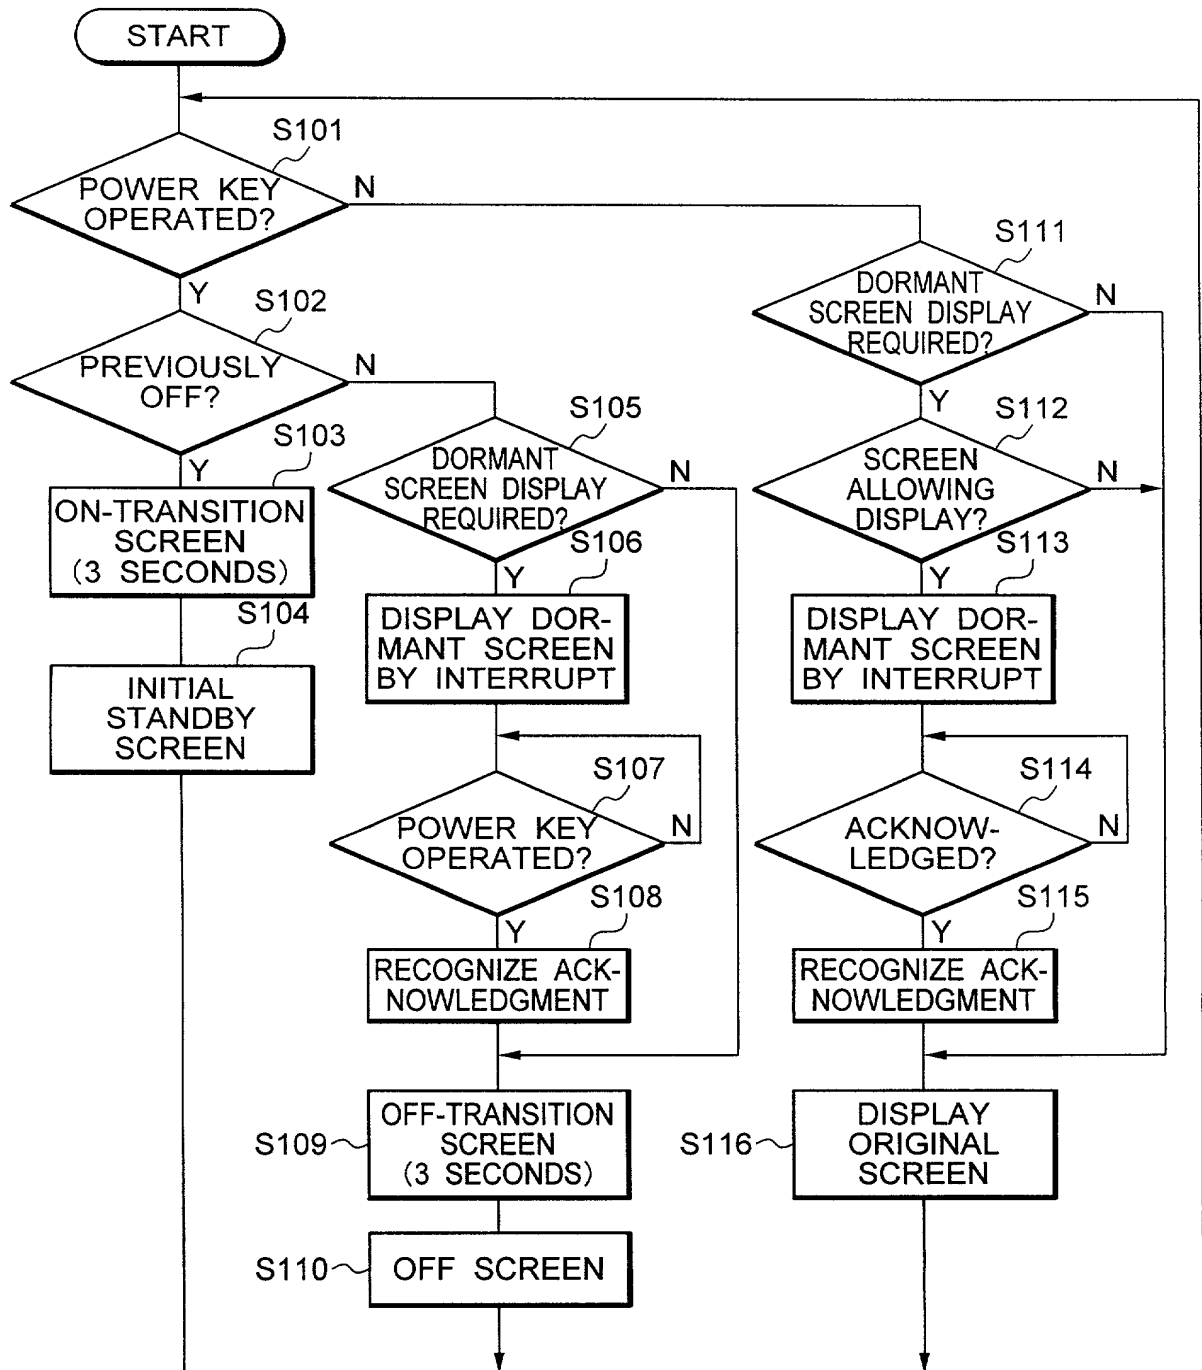 START
S101
POWER KEY
OPERATED?
N
Y
S102
PREVIOUSLY
OFF?
N
Y
S103
ON-TRANSITION
SCREEN
(3 SECONDS)
S104
INITIAL
STANDBY
SCREEN
S105
DORMANT
SCREEN DISPLAY
REQUIRED?
N
Y
S106
DISPLAY DOR-
MANT SCREEN
BY INTERRUPT
S107
POWER KEY
OPERATED?
N
Y
S108
RECOGNIZE ACK-
NOWLEDGMENT
S109
OFF-TRANSITION
SCREEN
(3 SECONDS)
S110
OFF SCREEN
S111
DORMANT
SCREEN DISPLAY
REQUIRED?
N
Y
S112
SCREEN
ALLOWING
DISPLAY?
N
Y
S113
DISPLAY DOR-
MANT SCREEN
BY INTERRUPT
S114
ACKNOW-
LEDGED?
N
Y
S115
RECOGNIZE ACK-
NOWLEDGMENT
S116
DISPLAY
ORIGINAL
SCREEN